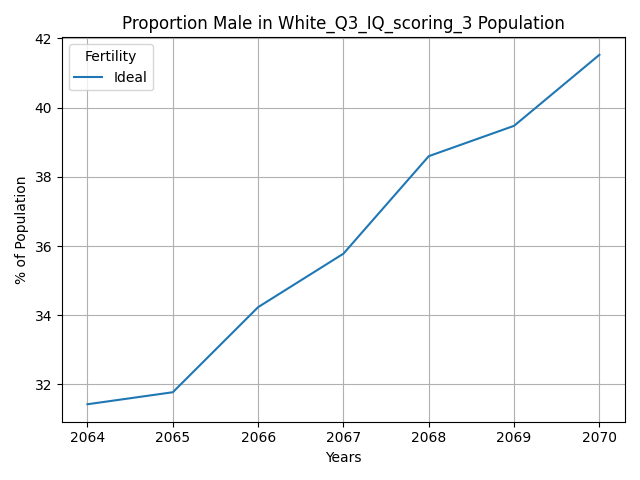 Proportion Male in White_Q3_IQ_scoring_3 Population
Fertility
Ideal
% of Population
42
40
38
36
34
32
2064 2065 2066 2067 2068 2069 2070
Years